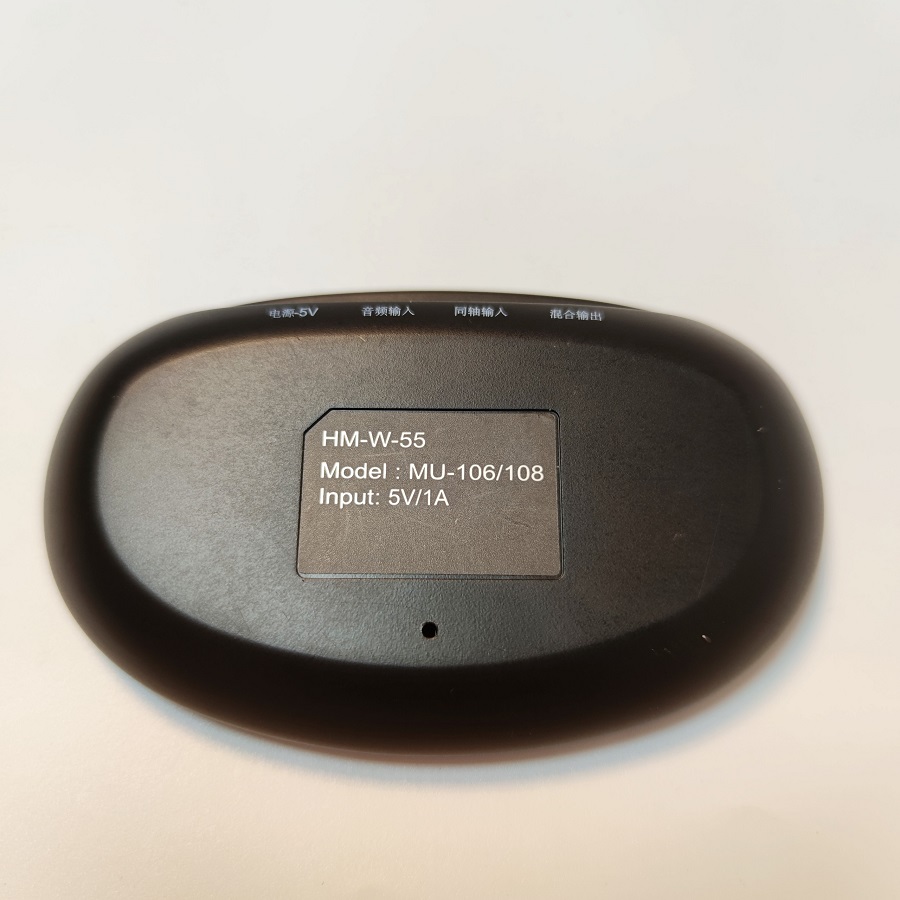 电源-5V 音频输入 同轴输入 混合输出
HM-W-55
Model : MU-106/108
Input: 5V/1A